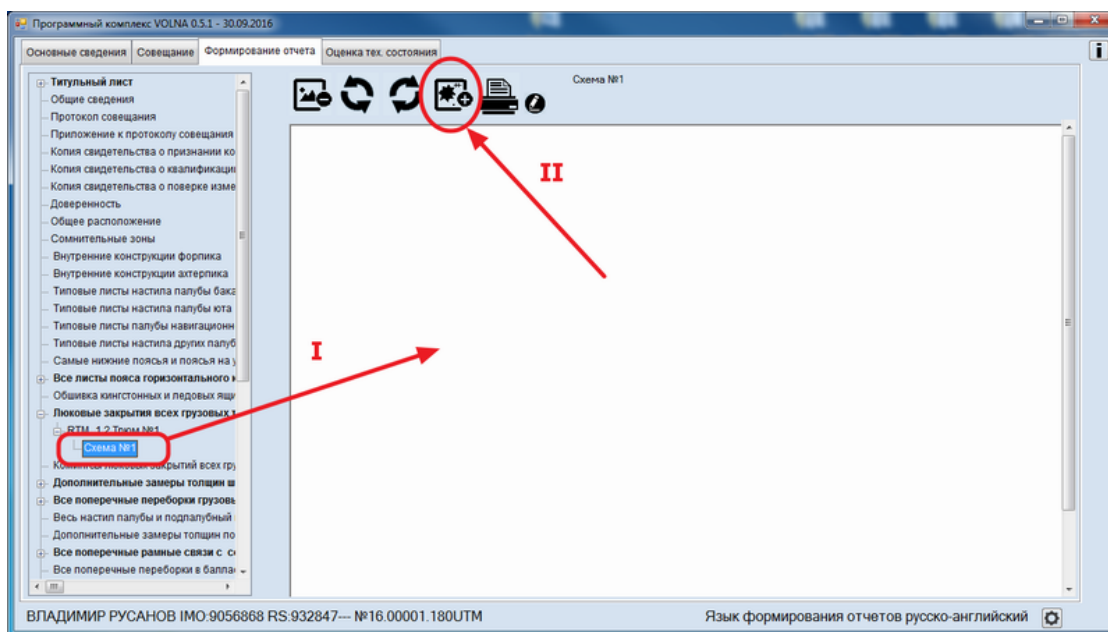 Программный комплекс VOLNA 0.5.1 - 30.09.2016
Основные сведения Совещание Формирование отчета Оценка тех. состояния
Схема №1
Титульный лист
Общие сведения
Протокол совещания
Приложение к протоколу совещания
Копия свидетельства о признании ко
Копия свидетельства о квалификаци
Копия свидетельства о поверке изме
Доверенность
Общее расположение
Сомнительные зоны
Внутренние конструкции форпика
Внутренние конструкции ахтерпика
Типовые листы настила палубы бака
Типовые листы настила палубы юта
Типовые листы палубы навигационн
Типовые листы настила других палуб
Самые нижние поясья и поясья на у
Все листы пояса горизонтального к
Обшивка кингстонных и ледовых ящи
Люковые закрытия всех грузовых т
RTM_1.2 Трюм №1
Схема №1
Комингсы люковых закрытий всех гру
Дополнительные замеры толщин ш
Все поперечные переборки грузовь
Весь настил палубы и подпалубный
Дополнительные замеры толщин по
Все поперечные рамные связи с со
Все поперечные переборки в балла
I
II
ВЛАДИМИР РУСАНОВ IMO:9056868 RS:932847--- №16.00001.180UTM
Язык формирования отчетов русско-английский